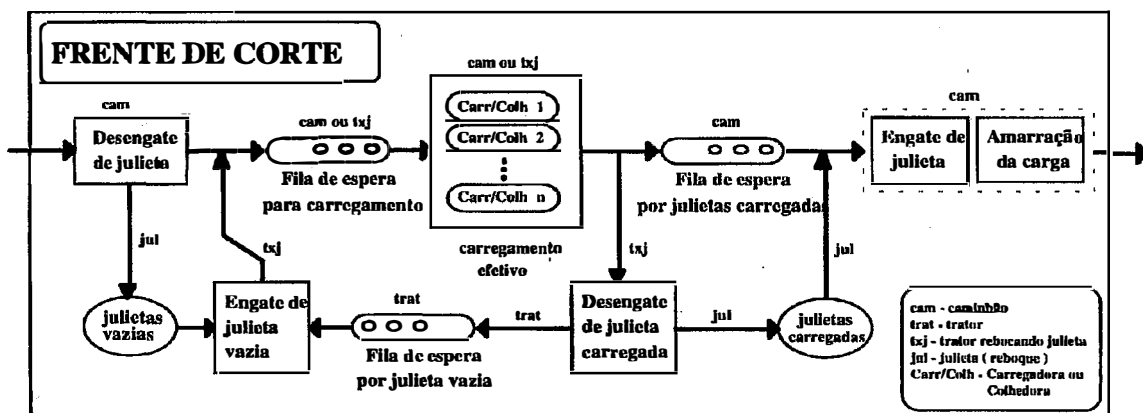 FRENTE DE CORTE
cam
Desengate
de julieta
cam ou txj
Fila de espera
para carregamento
cam ou txj
Carr/Colh 1
Carr/Colh 2
Carr/Colh n
carregamento
efetivo
cam
Fila de espera
por julietas carregadas
cam
Engate de
julieta
Amarração
da carga
jul
txj
txj
jul
julietas
vazias
Engate de
julieta
vazia
trat
Fila de espera
por julieta vazia
trat
Desengate
de julieta
carregada
jul
julietas
carregadas
cam - caminhão
trat - trator
txj - trator rebocando julieta
jul - julieta ( reboque )
Carr/Colh - Carregadora ou
Colhedora